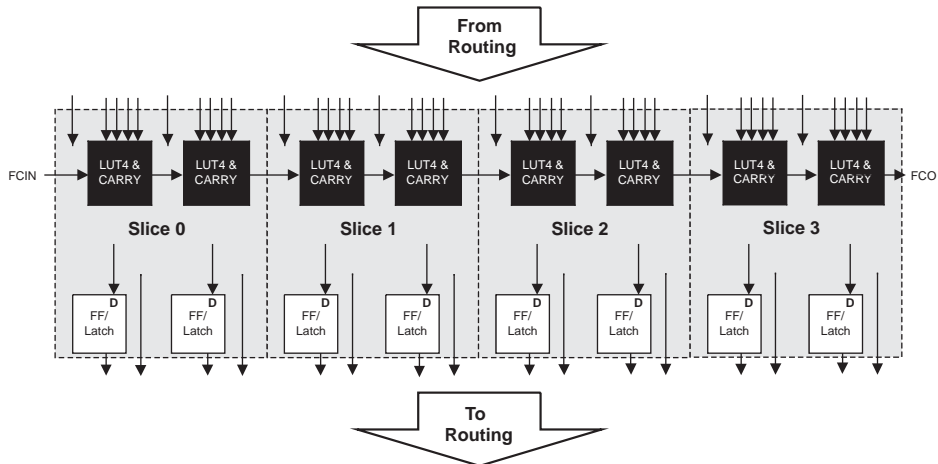 From
Routing
LUT4 &
CARRY
LUT4 &
CARRY
LUT4 &
CARRY
LUT4 &
CARRY
LUT4 &
CARRY
LUT4 &
CARRY
LUT4 &
CARRY
LUT4 &
CARRY
FCIN
FCO
Slice 0
Slice 1
Slice 2
Slice 3
D
FF/
Latch
D
FF/
Latch
D
FF/
Latch
D
FF/
Latch
D
FF/
Latch
D
FF/
Latch
D
FF/
Latch
D
FF/
Latch
To
Routing